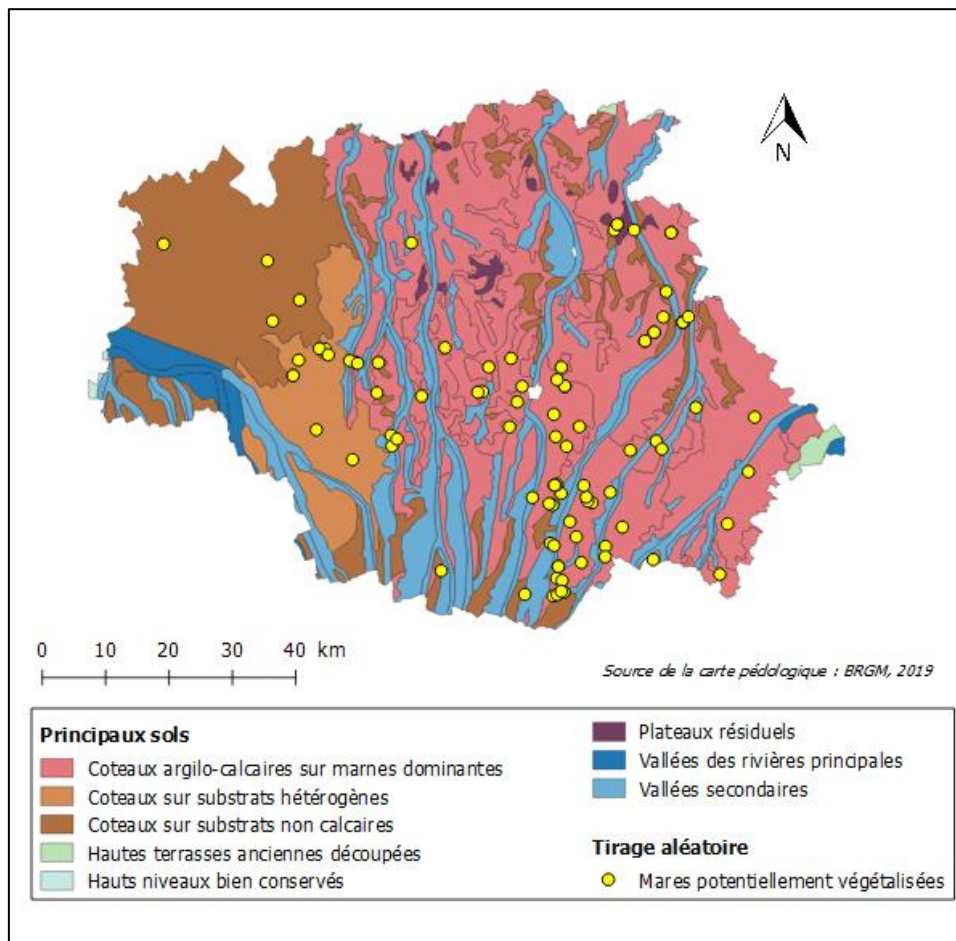 N
0 10 20 30 40 km
Source de la carte pédologique : BRGM, 2019
Principaux sols
Coteaux argilo-calcaires sur marnes dominantes
Coteaux sur substrats hétérogènes
Coteaux sur substrats non calcaires
Hautes terrasses anciennes découpées
Hauts niveaux bien conservés
Plateaux résiduels
Vallées des rivières principales
Vallées secondaires
Tirage aléatoire
Mares potentiellement végétalisées